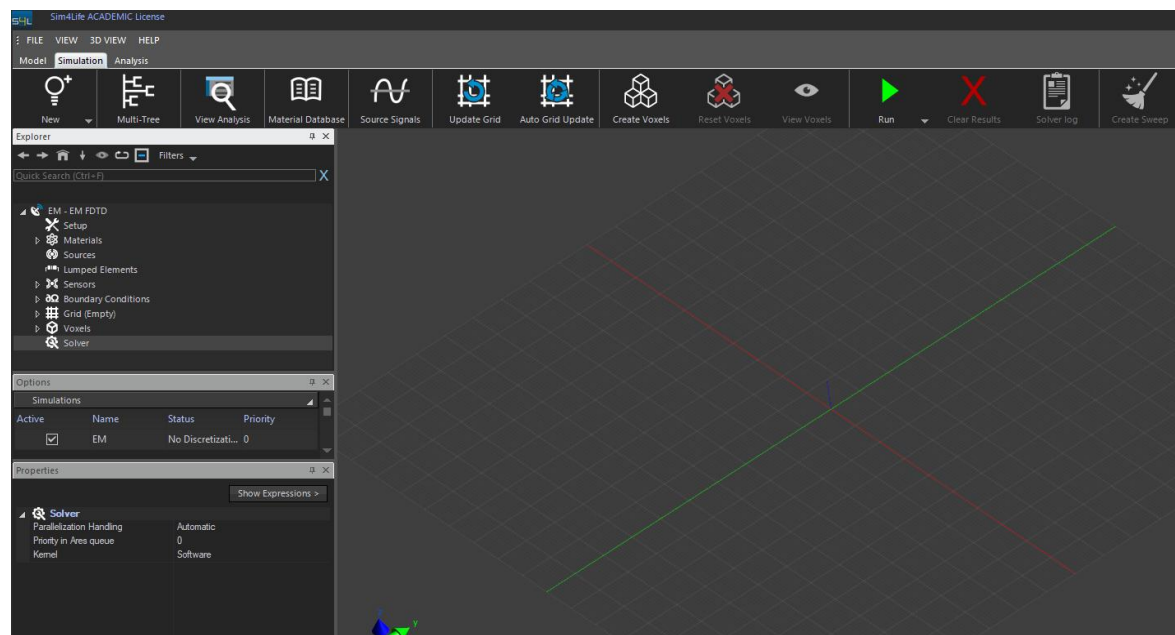 S4L Sim4Life ACADEMIC License
FILE VIEW 3D VIEW HELP
Model Simulation Analysis
New Multi-Tree View Analysis Material Database Source Signals Update Grid Auto Grid Update Create Voxels Reset Voxels View Voxels Run Clear Results Solver log Create Sweep
Explorer
Filters
Quick Search (Ctrl+F) X
EM - EM FDTD
Setup
Materials
Sources
Lumped Elements
Sensors
Boundary Conditions
Grid (Empty)
Voxels
Solver
Options
Simulations
Active Name Status Priority
EM No Discretizati... 0
Properties
Show Expressions >
Solver
Parallelization Handling Automatic
Priority in Ares queue 0
Kernel Software
z
y